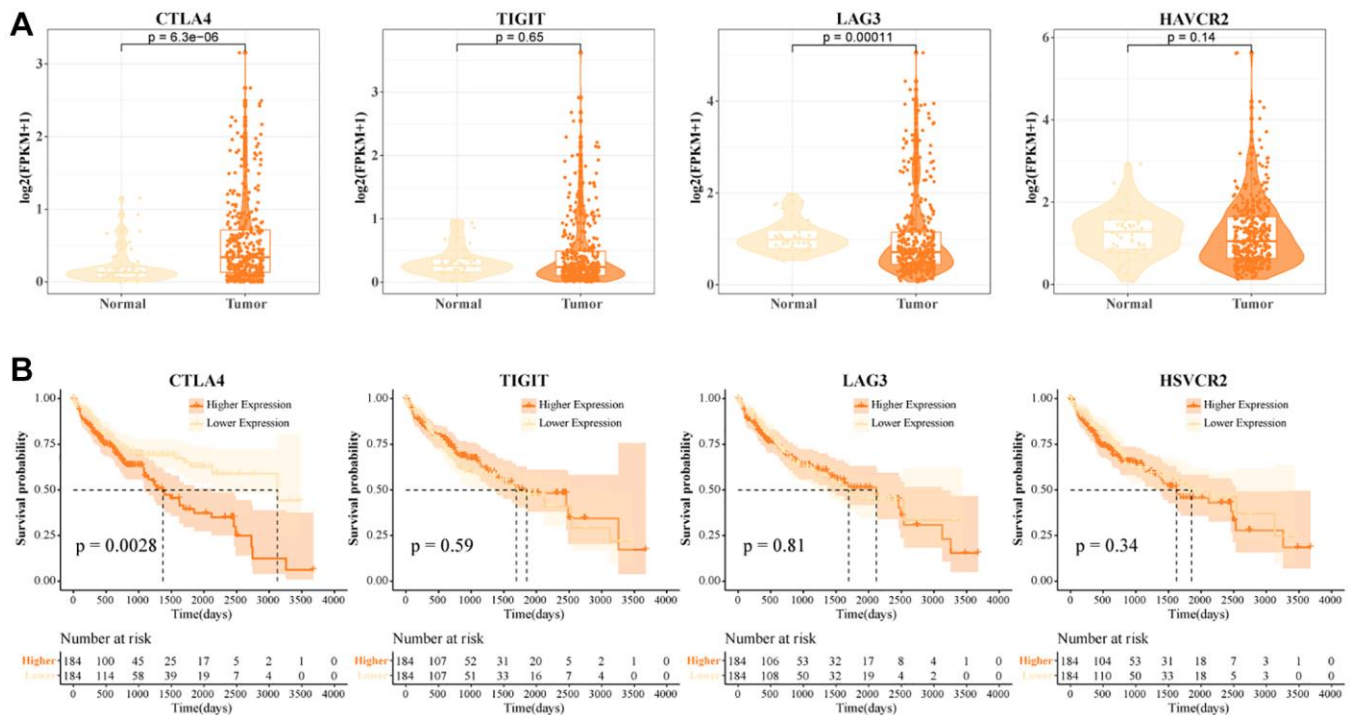 A
CTLA4
p = 6.3e−06
log2(FPKM+1)
3
2
1
0
Normal Tumor
TIGIT
p = 0.65
log2(FPKM+1)
3
2
1
0
Normal Tumor
LAG3
p = 0.00011
log2(FPKM+1)
4
2
0
Normal Tumor
HAVCR2
p = 0.14
log2(FPKM+1)
6
4
2
0
Normal Tumor
B
CTLA4
Higher Expression
Lower Expression
Survival probability
1.00
0.75
0.50
0.25
0.00
p = 0.0028
0 500 1000 1500 2000 2500 3000 3500 4000
Time(days)
Number at risk
Higher 184 100 45 25 17 5 2 1 0
Lower 184 114 58 39 19 7 4 0 0
0 500 1000 1500 2000 2500 3000 3500 4000
Time(days)
TIGIT
Higher Expression
Lower Expression
Survival probability
1.00
0.75
0.50
0.25
0.00
p = 0.59
0 500 1000 1500 2000 2500 3000 3500 4000
Time(days)
Number at risk
Higher 184 107 52 31 20 5 2 1 0
Lower 184 107 51 33 16 7 4 0 0
0 500 1000 1500 2000 2500 3000 3500 4000
Time(days)
LAG3
Higher Expression
Lower Expression
Survival probability
1.00
0.75
0.50
0.25
0.00
p = 0.81
0 500 1000 1500 2000 2500 3000 3500 4000
Time(days)
Number at risk
Higher 184 106 53 32 17 8 4 1 0
Lower 184 108 50 32 19 4 2 0 0
0 500 1000 1500 2000 2500 3000 3500 4000
Time(days)
HSVCR2
Higher Expression
Lower Expression
Survival probability
1.00
0.75
0.50
0.25
0.00
p = 0.34
0 500 1000 1500 2000 2500 3000 3500 4000
Time(days)
Number at risk
Higher 184 104 53 31 18 7 3 1 0
Lower 184 110 50 33 18 5 3 0 0
0 500 1000 1500 2000 2500 3000 3500 4000
Time(days)